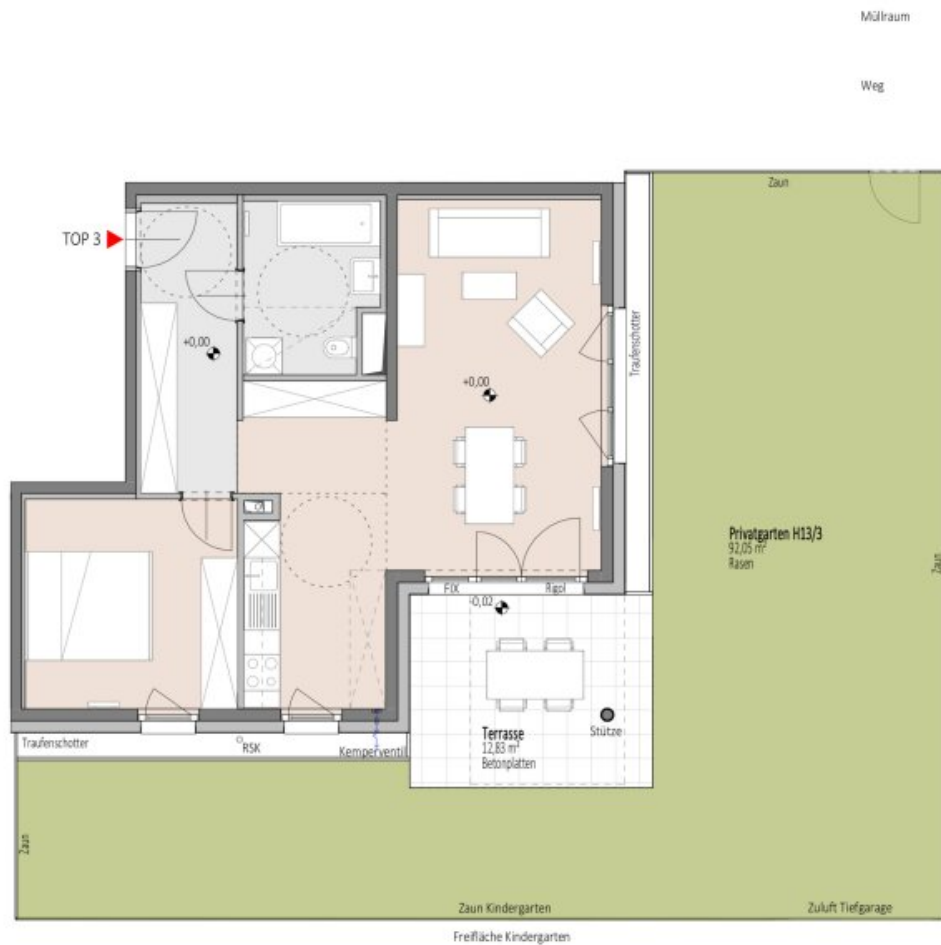 Müllraum
Weg
Zaun
TOP 3
Traufenschotter
+0,00
+0,00
Privatgarten H13/3
92,05 m²
Rasen
Zaun
FIX
Rigol
-0,02
Terrasse
12,83 m²
Betonplatten
Stütze
Traufenschotter
RSK
Kemperventil
Zaun
Zaun Kindergarten
Zuluft Tiefgarage
Freifläche Kindergarten